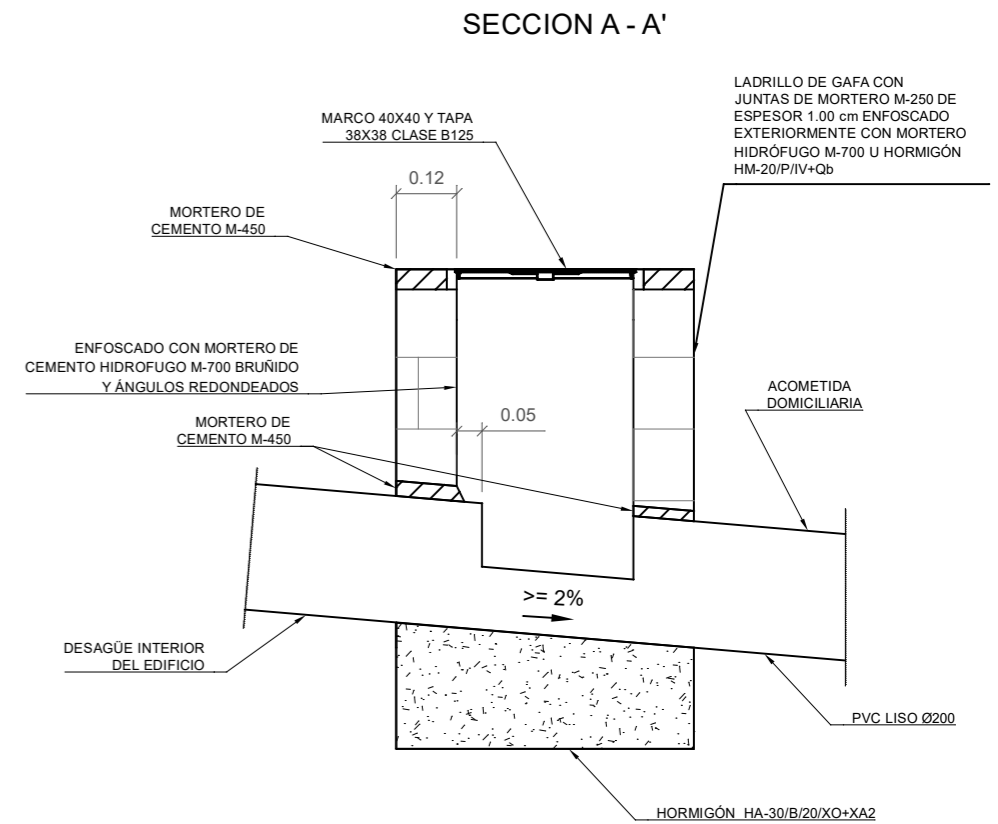 SECCION A - A'
LADRILLO DE GAFA CON
JUNTAS DE MORTERO M-250 DE
ESPESOR 1.00 cm ENFOSCADO
EXTERIORMENTE CON MORTERO
HIDRÓFUGO M-700 U HORMIGÓN
HM-20/P/IV+Qb
MARCO 40X40 Y TAPA
38X38 CLASE B125
0.12
MORTERO DE
CEMENTO M-450
ENFOSCADO CON MORTERO DE
CEMENTO HIDROFUGO M-700 BRUÑIDO
Y ÁNGULOS REDONDEADOS
ACOMETIDA
DOMICILIARIA
0.05
MORTERO DE
CEMENTO M-450
>= 2%
DESAGÜE INTERIOR
DEL EDIFICIO
PVC LISO Ø200
HORMIGÓN HA-30/B/20/XO+XA2